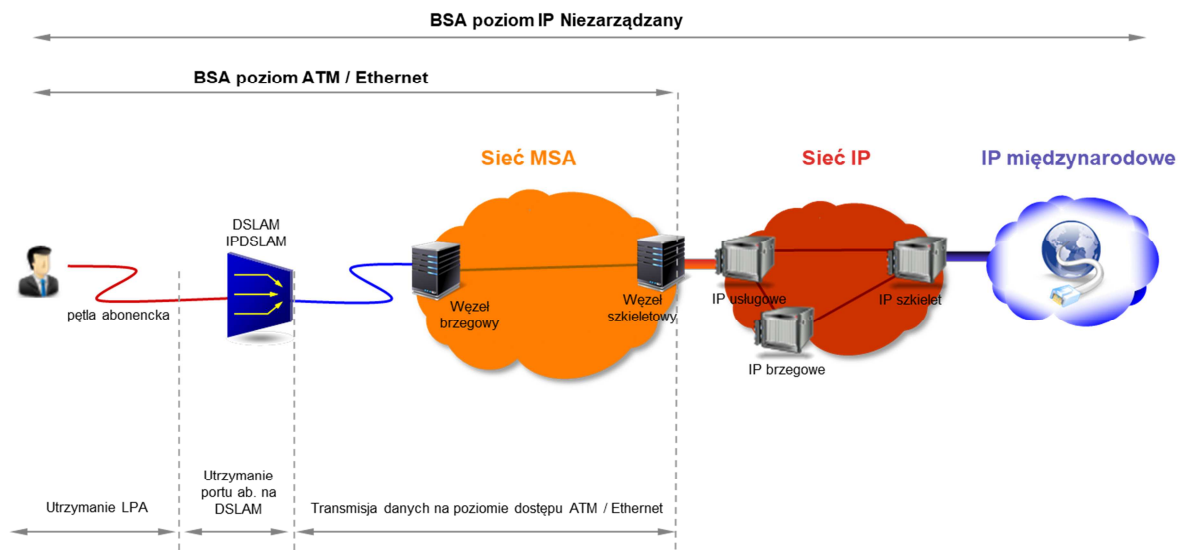 BSA poziom IP Niezarządzany
BSA poziom ATM / Ethernet
Sieć MSA
Sieć IP
IP międzynarodowe
DSLAM
IPDSLAM
pętla abonencka
Węzeł
brzegowy
Węzeł
szkieletowy
IP usługowe
IP szkielet
IP brzegowe
Utrzymanie LPA
Utrzymanie
portu ab. na
DSLAM
Transmisja danych na poziomie dostępu ATM / Ethernet